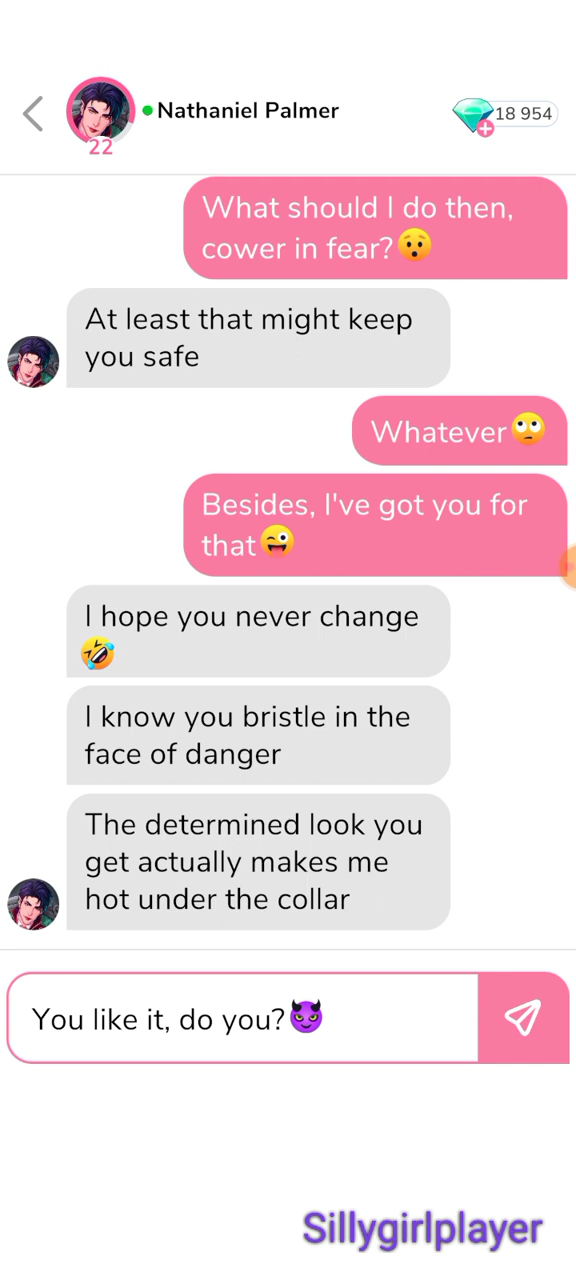 Nathaniel Palmer
18 954
22
What should I do then,
cower in fear?😯
At least that might keep
you safe
Whatever🙄
Besides, I've got you for
that😜
I hope you never change
🤣
I know you bristle in the
face of danger
The determined look you
get actually makes me
hot under the collar
You like it, do you?😈
Sillygirlplayer